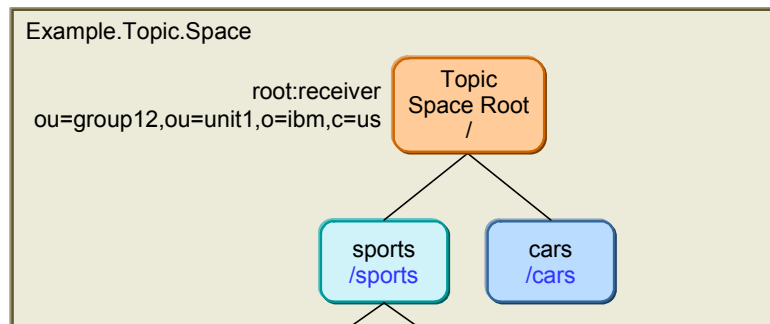 Example.Topic.Space
root:receiver
ou=group12,ou=unit1,o=ibm,c=us
Topic
Space Root
/
sports
/sports
cars
/cars